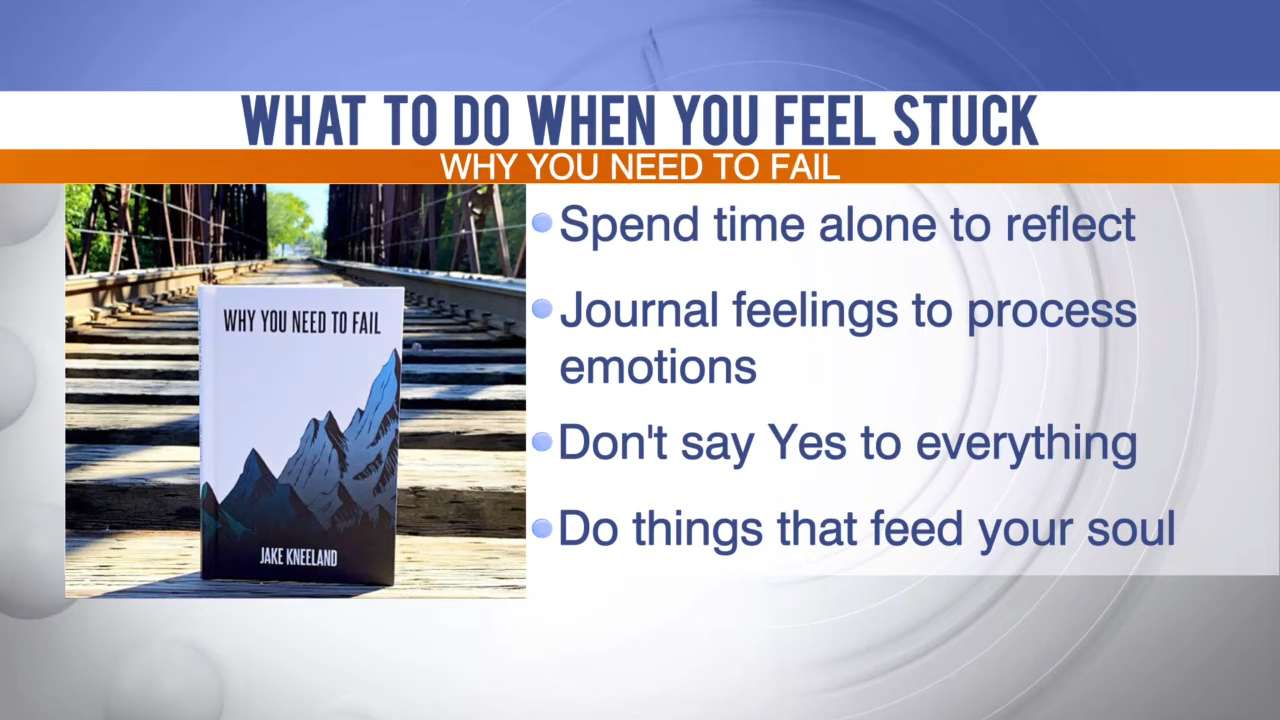 WHAT TO DO WHEN YOU FEEL STUCK
WHY YOU NEED TO FAIL
WHY YOU NEED TO FAIL
JAKE KNEELAND
Spend time alone to reflect
Journal feelings to process
emotions
Don't say Yes to everything
Do things that feed your soul